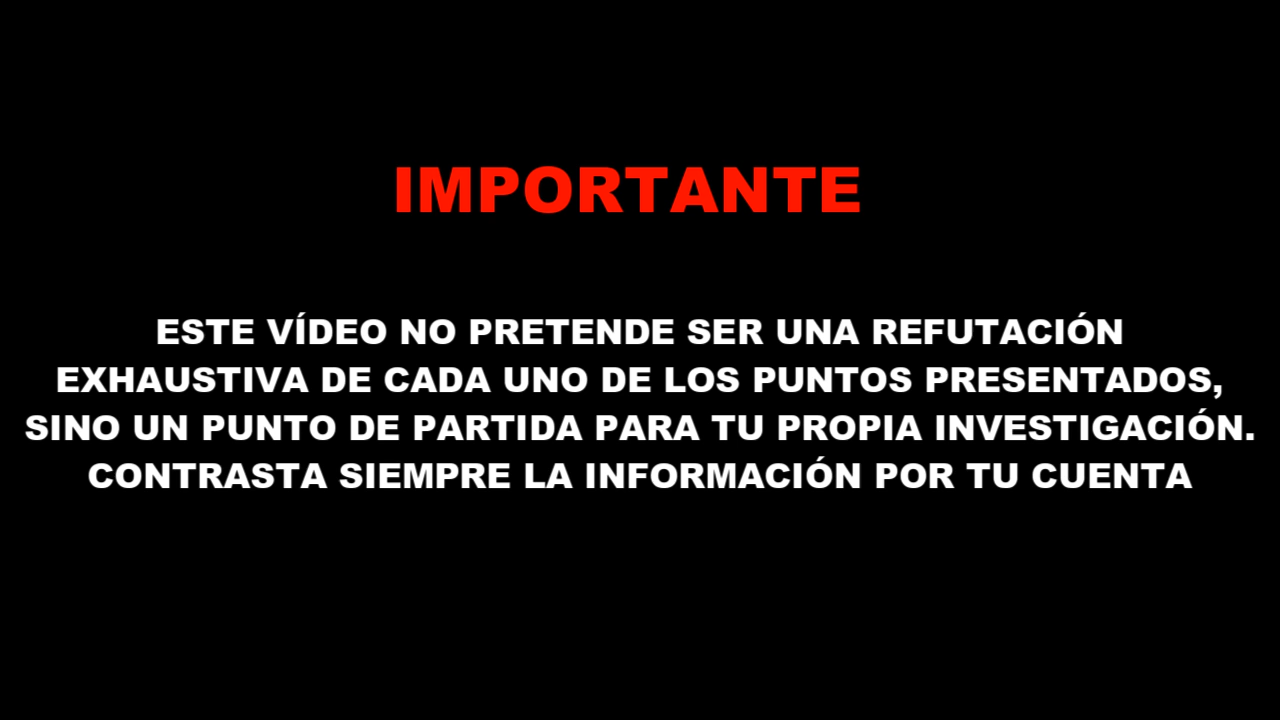 IMPORTANTE
ESTE VÍDEO NO PRETENDE SER UNA REFUTACIÓN
EXHAUSTIVA DE CADA UNO DE LOS PUNTOS PRESENTADOS,
SINO UN PUNTO DE PARTIDA PARA TU PROPIA INVESTIGACIÓN.
CONTRASTA SIEMPRE LA INFORMACIÓN POR TU CUENTA